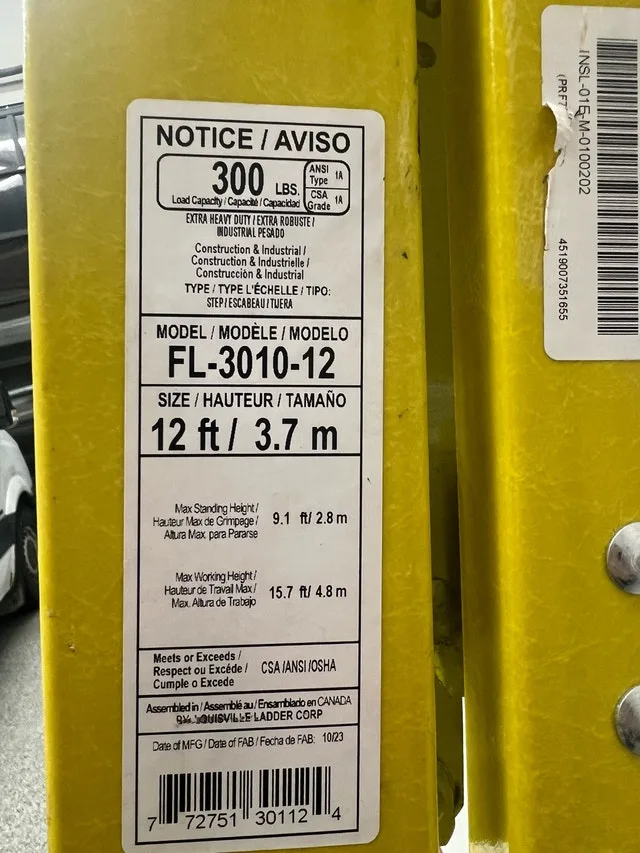 NOTICE / AVISO
300 LBS.
Load Capacity / Capacité / Capacidad
ANSI Type 1A
CSA Grade 1A
EXTRA HEAVY DUTY / EXTRA ROBUSTE /
INDUSTRIAL PESADO
Construction & Industrial /
Construction & Industrielle /
Construcción & Industrial
TYPE / TYPE L'ÉCHELLE / TIPO:
STEP / ESCABEAU / TIJERA
MODEL / MODÈLE / MODELO
FL-3010-12
SIZE / HAUTEUR / TAMAÑO
12 ft / 3.7 m
Max Standing Height /
Hauteur Max de Grimpage /
Altura Max. para Pararse
9.1 ft/ 2.8 m
Max Working Height /
Hauteur de Travail Max /
Max. Altura de Trabajo
15.7 ft/ 4.8 m
Meets or Exceeds /
Respect ou Excéde /
Cumple o Excede
CSA /ANSI /OSHA
Assembled in / Assemblé au / Ensamblado en CANADA
LOUISVILLE LADDER CORP
Date of MFG / Date of FAB / Fecha de FAB: 10/23
7 72751 30112 4
INSL-01E-M-0100202
4519007351655